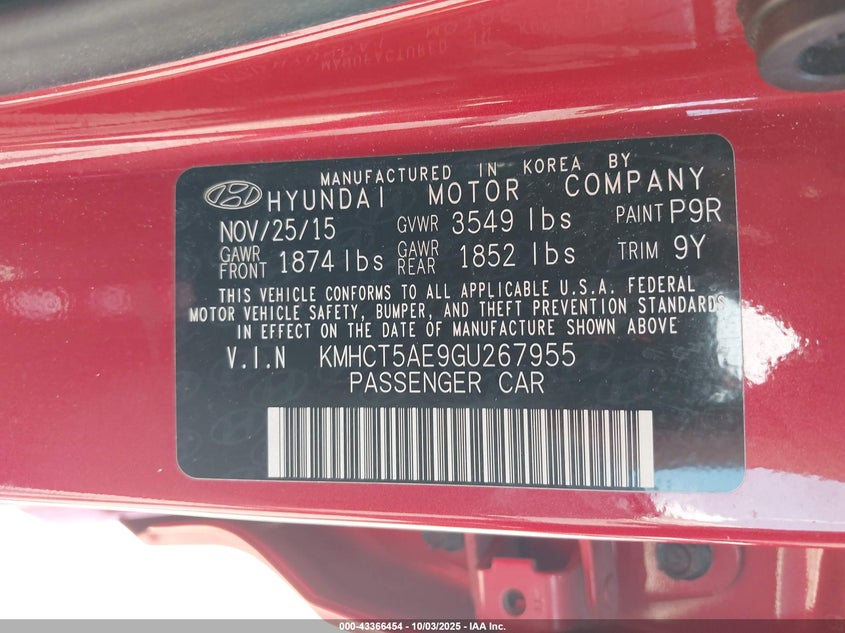 MANUFACTURED IN KOREA BY
HYUNDAI MOTOR COMPANY
NOV/25/15 GVWR 3549 lbs PAINT P9R
GAWR FRONT 1874 lbs GAWR REAR 1852 lbs TRIM 9Y
THIS VEHICLE CONFORMS TO ALL APPLICABLE U.S.A. FEDERAL
MOTOR VEHICLE SAFETY, BUMPER, AND THEFT PREVENTION STANDARDS
IN EFFECT ON THE DATE OF MANUFACTURE SHOWN ABOVE
V.I.N KMHCT5AE9GU267955
PASSENGER CAR
000-43366454 - 10/03/2025 - IAA Inc.